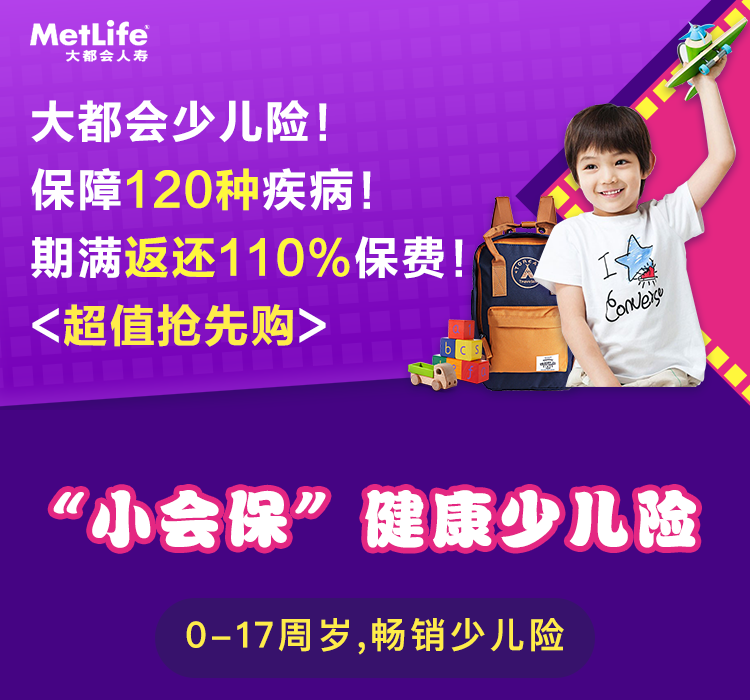 MetLife
大都会人寿
大都会少儿险!
保障120种疾病!
期满返还110%保费!
<超值抢先购>
I
Converse
b c s
“小会保”健康少儿险
0-17周岁,畅销少儿险